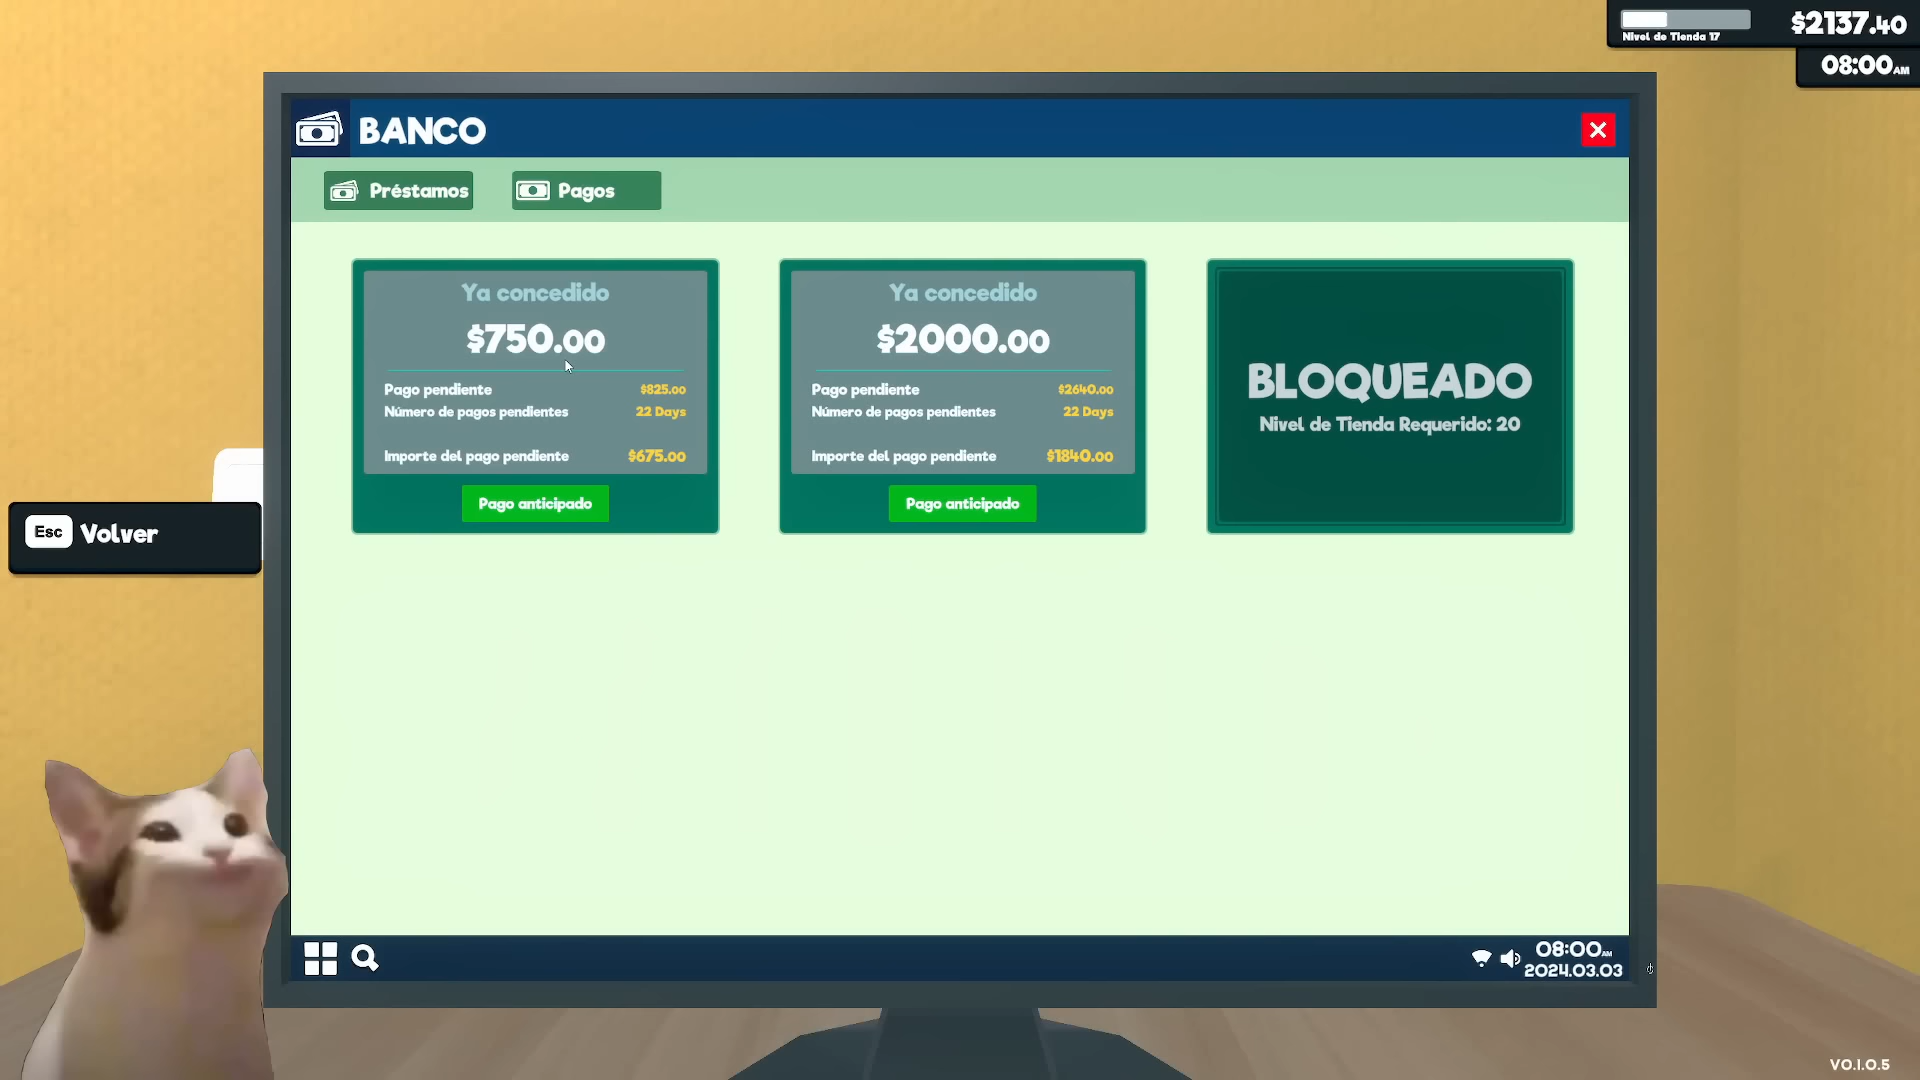 Nivel de Tienda 17
$2137.40
08:00AM
BANCO
Préstamos
Pagos
Ya concedido
$750.00
Pago pendiente $825.00
Número de pagos pendientes 22 Days
Importe del pago pendiente $675.00
Pago anticipado
Ya concedido
$2000.00
Pago pendiente $2640.00
Número de pagos pendientes 22 Days
Importe del pago pendiente $1840.00
Pago anticipado
BLOQUEADO
Nivel de Tienda Requerido: 20
Esc Volver
08:00AM
2024.03.03
V0.1.0.5